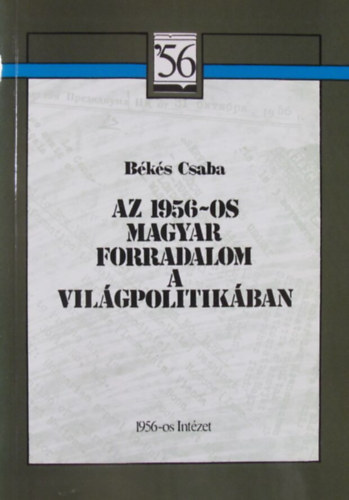 '56
Békés Csaba
AZ 1956-OS
MAGYAR
FORRADALOM
A
VILÁGPOLITIKÁBAN
1956-os Intézet